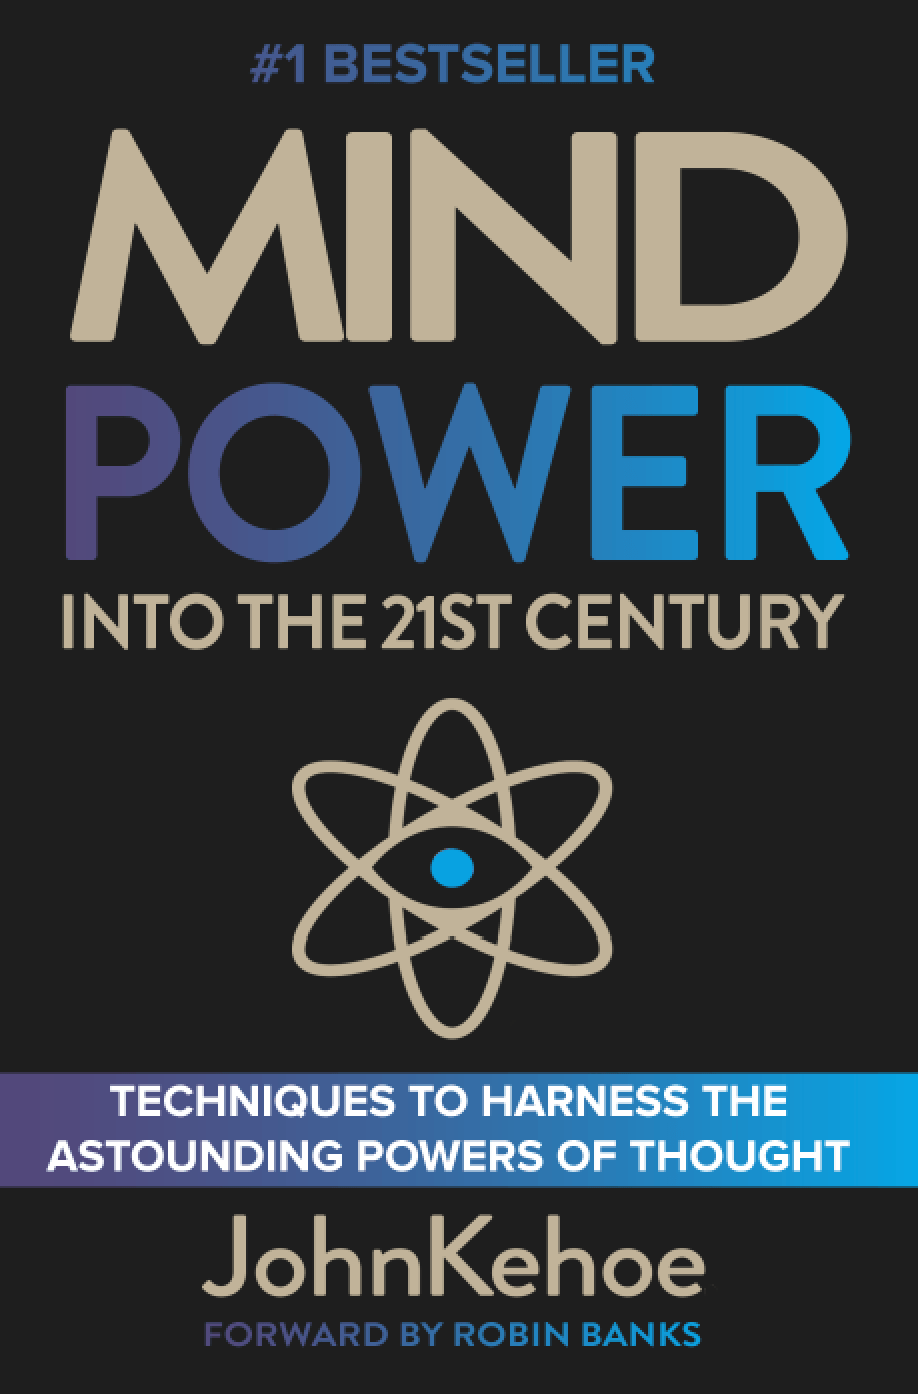 #1 BESTSELLER
MIND
POWER
INTO THE 21ST CENTURY
TECHNIQUES TO HARNESS THE
ASTOUNDING POWERS OF THOUGHT
JohnKehoe
FORWARD BY ROBIN BANKS